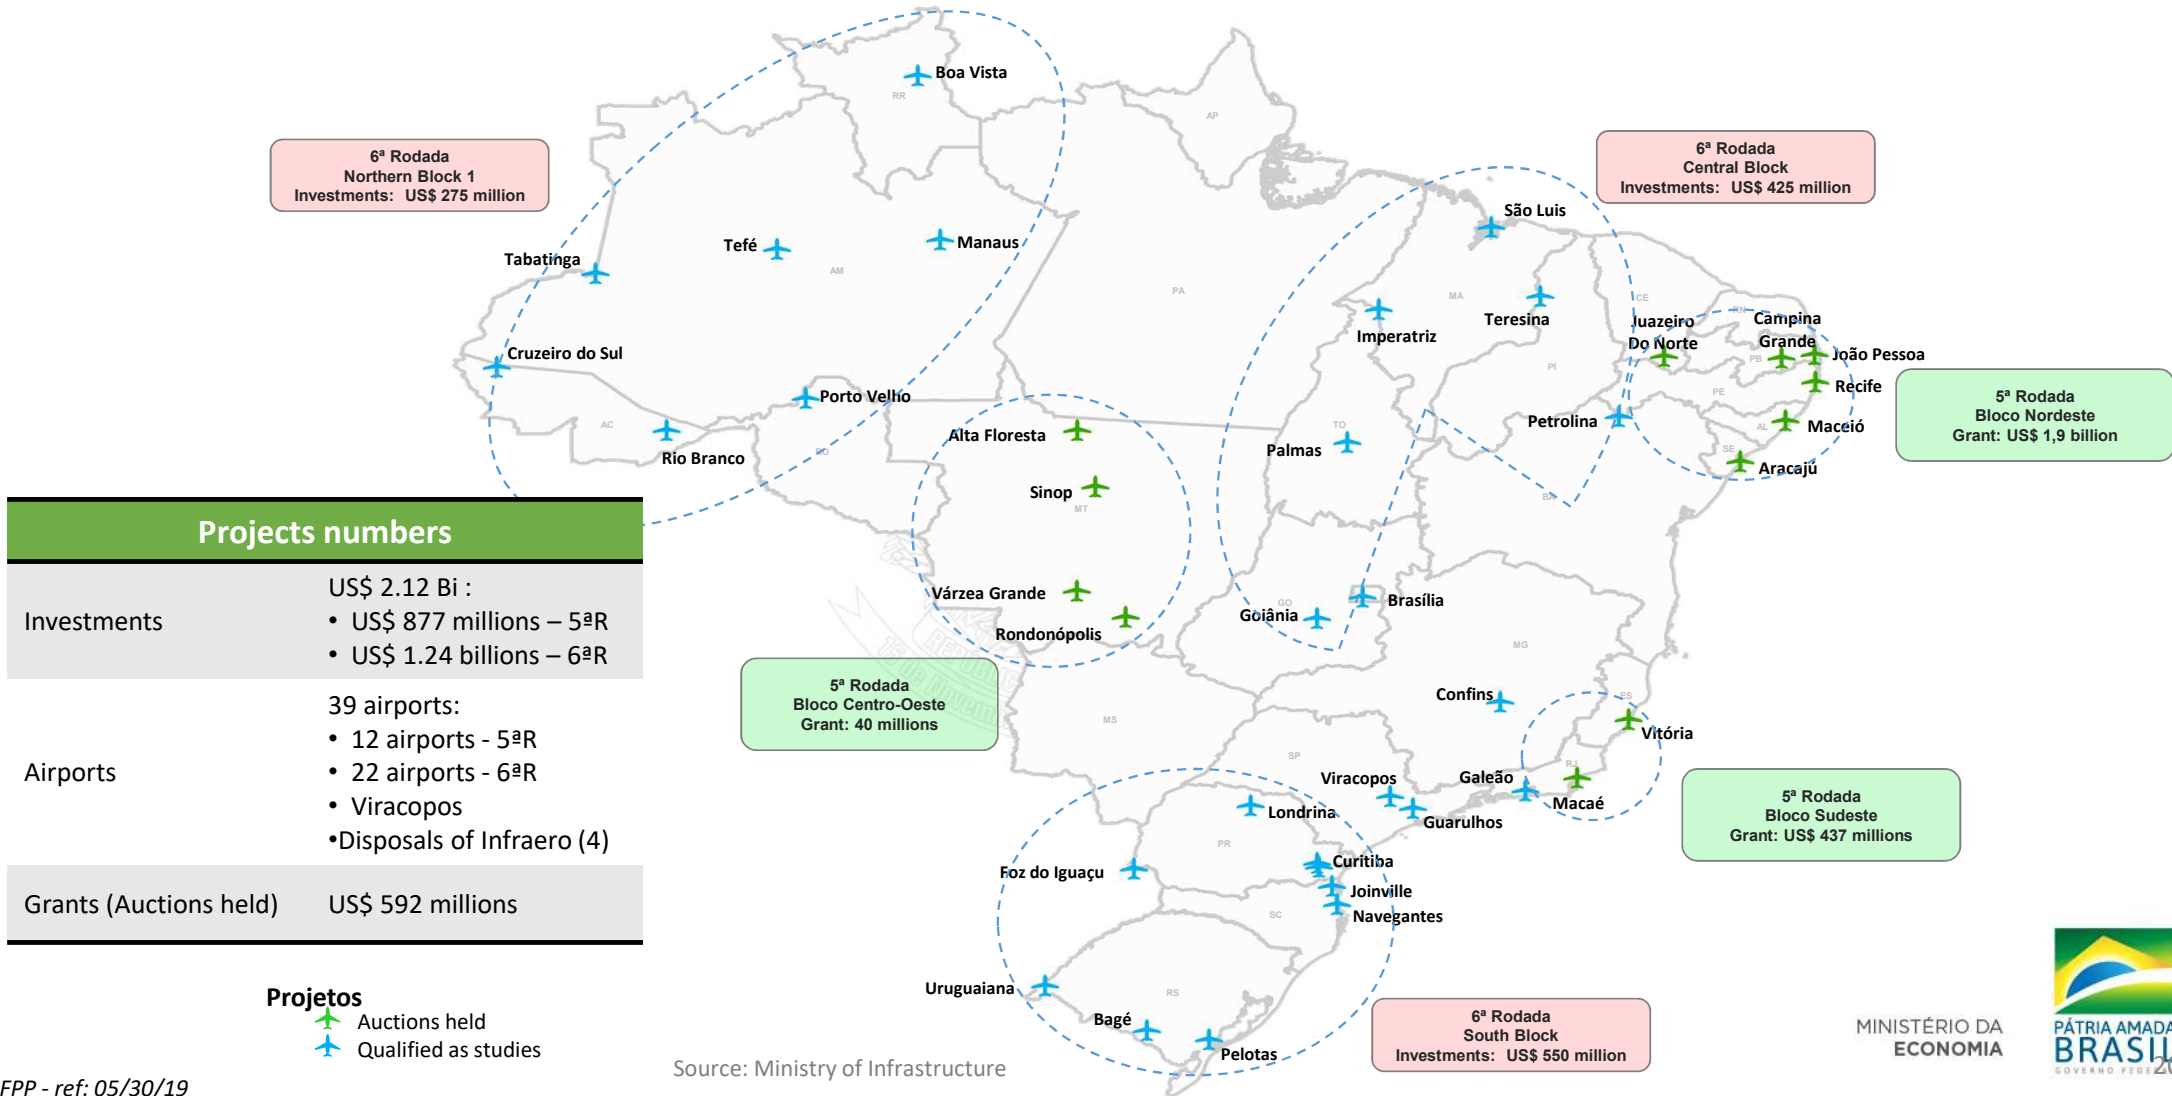 Boa Vista
RR
AP
6ª Rodada
Northern Block 1
Investments: US$ 275 million
6ª Rodada
Central Block
Investments: US$ 425 million
São Luis
Tefé
Manaus
Tabatinga
AM
PA
MA
CE
RN
Imperatriz
Teresina
Juazeiro
Do Norte
Campina
Grande
João Pessoa
PB
Cruzeiro do Sul
PI
Recife
PE
Porto Velho
5ª Rodada
Bloco Nordeste
Grant: US$ 1,9 billion
AC
Rio Branco
RO
Alta Floresta
TO
Palmas
Petrolina
AL
Maceió
SE
Aracajú
Sinop
MT
BA
Projects numbers
Investments
US$ 2.12 Bi :
• US$ 877 millions – 5ªR
• US$ 1.24 billions – 6ªR
Airports
39 airports:
• 12 airports - 5ªR
• 22 airports - 6ªR
• Viracopos
•Disposals of Infraero (4)
Grants (Auctions held)
US$ 592 millions
Várzea Grande
Rondonópolis
GO
Goiânia
Brasília
MG
5ª Rodada
Bloco Centro-Oeste
Grant: 40 millions
MS
Confins
ES
Vitória
SP
RJ
Viracopos
Galeão
Macaé
Guarulhos
5ª Rodada
Bloco Sudeste
Grant: US$ 437 millions
Londrina
PR
Foz do Iguaçu
Curitiba
Joinville
Navegantes
SC
Uruguaiana
RS
Bagé
Pelotas
6ª Rodada
South Block
Investments: US$ 550 million
Projetos
Auctions held
Qualified as studies
Source: Ministry of Infrastructure
FPP - ref: 05/30/19
MINISTÉRIO DA
ECONOMIA
PÁTRIA AMADA
BRASIL
GOVERNO FEDE